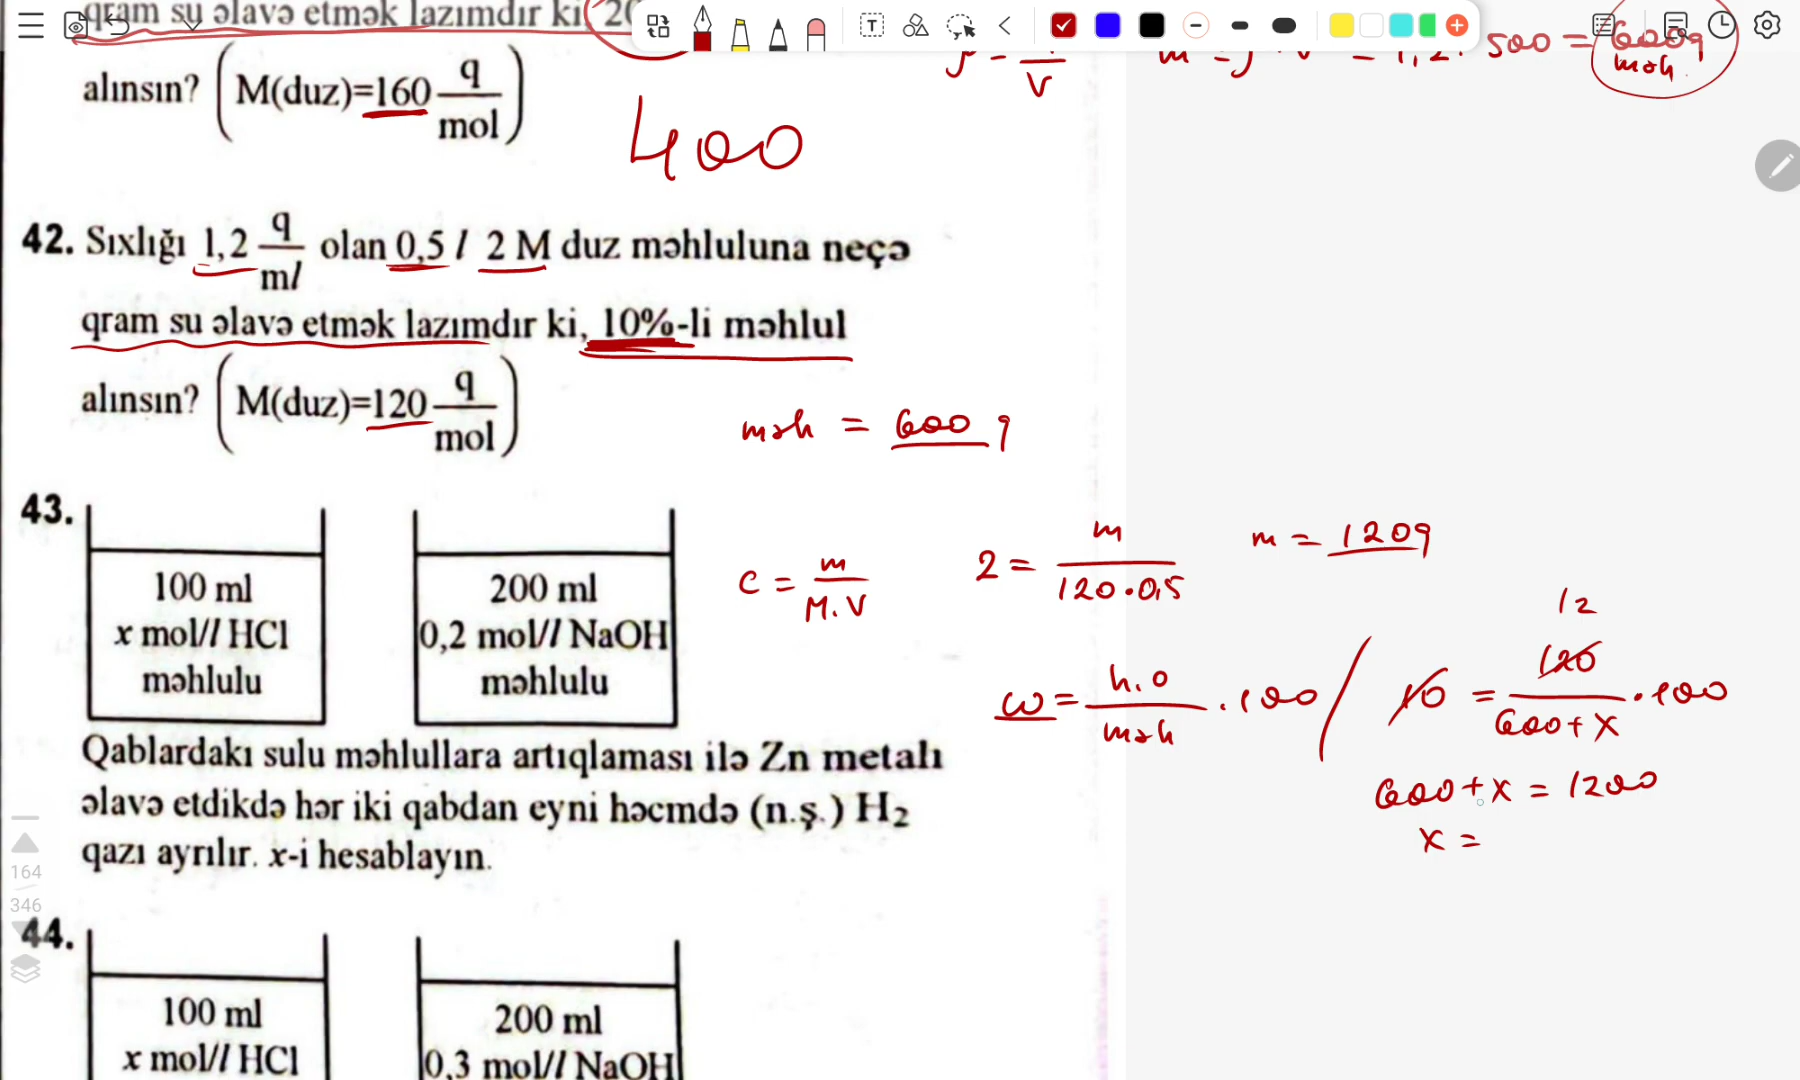 qram su əlavə etmək lazımdır ki
alınsın? (M(duz)=160 q/mol)
400
V
500 = 600q
məh
42. Sıxlığı 1,2 q/ml olan 0,5 l 2 M duz məhluluna neçə
qram su əlavə etmək lazımdır ki, 10%-li məhlul
alınsın? (M(duz)=120 q/mol)
məh = 600 q
C = m/M.V
2 = m/120.0,5
m = 120q
ω = h.o/məh . 100 / 10 = 120/600+x . 100
12
600+x = 1200
x =
43.
100 ml
x mol/l HCl
məhlulu
200 ml
0,2 mol/l NaOH
məhlulu
Qablardakı sulu məhlullara artıqlaması ilə Zn metalı
əlavə etdikdə hər iki qabdan eyni həcmdə (n.ş.) H₂
qazı ayrılır. x-i hesablayın.
164
346
44.
100 ml
x mol/l HCl
200 ml
0,3 mol/l NaOH